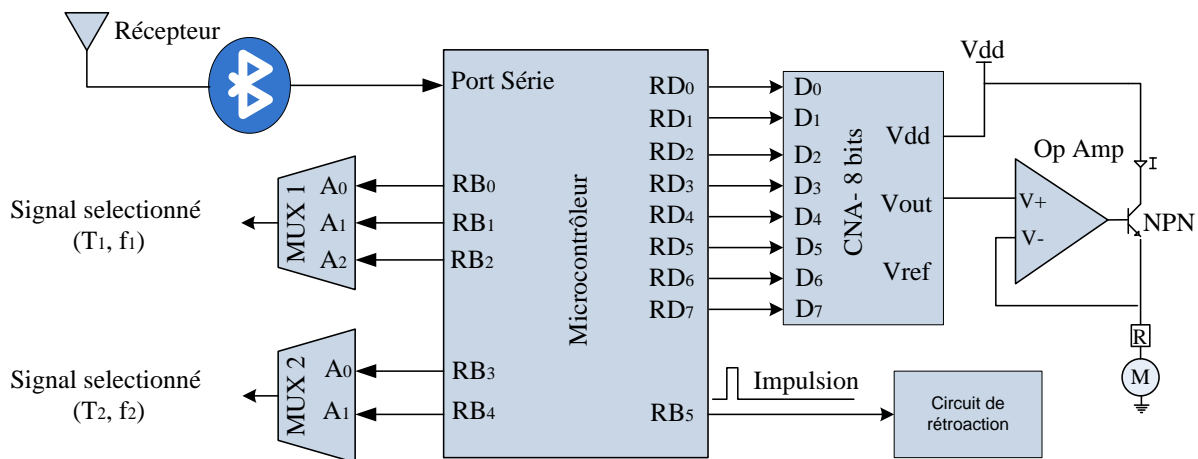 Récepteur
Port Série
Signal selectionné
(T1, f1)
MUX 1
A0
A1
A2
RB0
RB1
RB2
Signal selectionné
(T2, f2)
MUX 2
A0
A1
RB3
RB4
Microcontrôleur
RD0
RD1
RD2
RD3
RD4
RD5
RD6
RD7
RB5
Impulsion
Circuit de
rétroaction
D0
D1
D2
D3
D4
D5
D6
D7
CNA- 8 bits
Vdd
Vout
Vref
Vdd
Op Amp
I
V+
V-
NPN
R
M